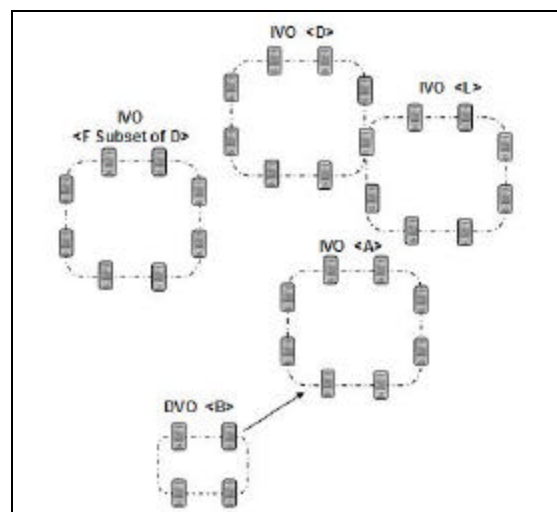 IVO <D>
IVO <L>
IVO
<F Subset of D>
IVO <A>
DVO <B>